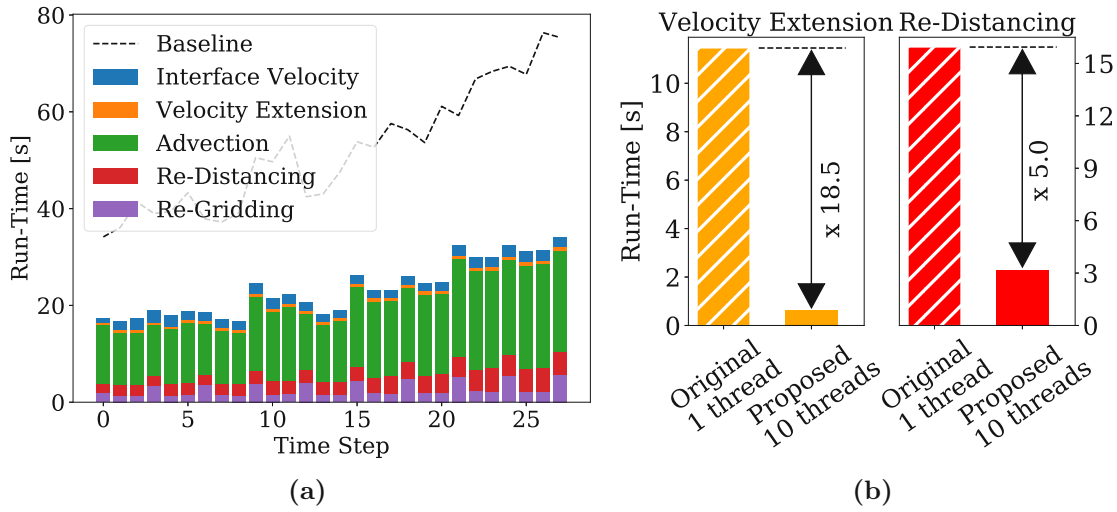 80
60
40
20
0
Run-Time [s]
Baseline
Interface Velocity
Velocity Extension
Advection
Re-Distancing
Re-Gridding
0
5
10
15
20
25
Time Step
(a)
Velocity Extension
Re-Distancing
10
8
6
4
2
0
Run-Time [s]
x 18.5
x 5.0
15
12
9
6
3
0
Original
1 thread
Proposed
10 threads
Original
1 thread
Proposed
10 threads
(b)